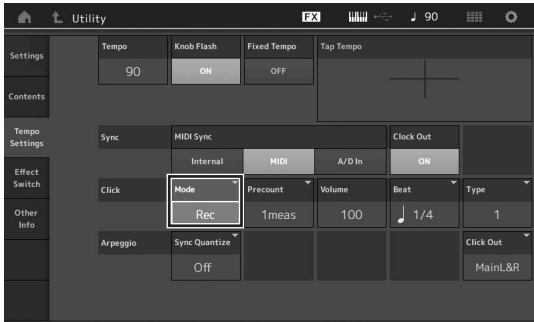 Utility FX 90
Settings
Contents
Tempo
Settings
Effect
Switch
Other
Info
Tempo Knob Flash Fixed Tempo Tap Tempo
90 ON OFF
Sync MIDI Sync Clock Out
Internal MIDI A/D In ON
Click Mode Precount Volume Beat Type
Rec 1meas 100 1/4 1
Arpeggio Sync Quantize Click Out
Off MainL&R